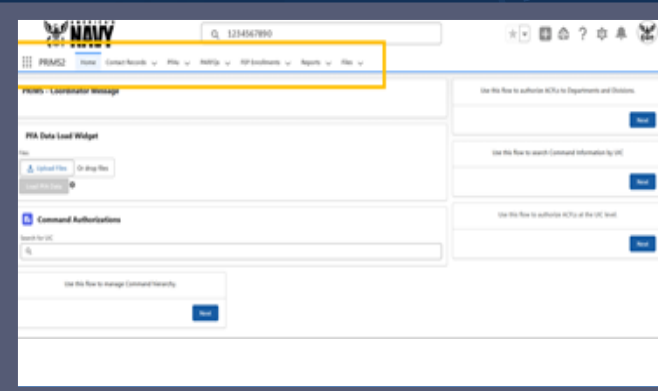 AMERICA'S
NAVY
1234567890
PRIMS2 Home Contact Records PFAs PARFQs FEP Enrollments Reports Files
PRIMS - Coordinator Message
Use this flow to authorize ACFLs to Departments and Divisions.
Next
PFA Data Load Widget
Files
Upload Files Or drop files
Load PFA Data
Use this flow to search Command Information by UIC
Next
Command Authorizations
Search for UIC
Use this flow to authorize ACFLs at the UIC level.
Next
Use this flow to manage Command hierarchy.
Next